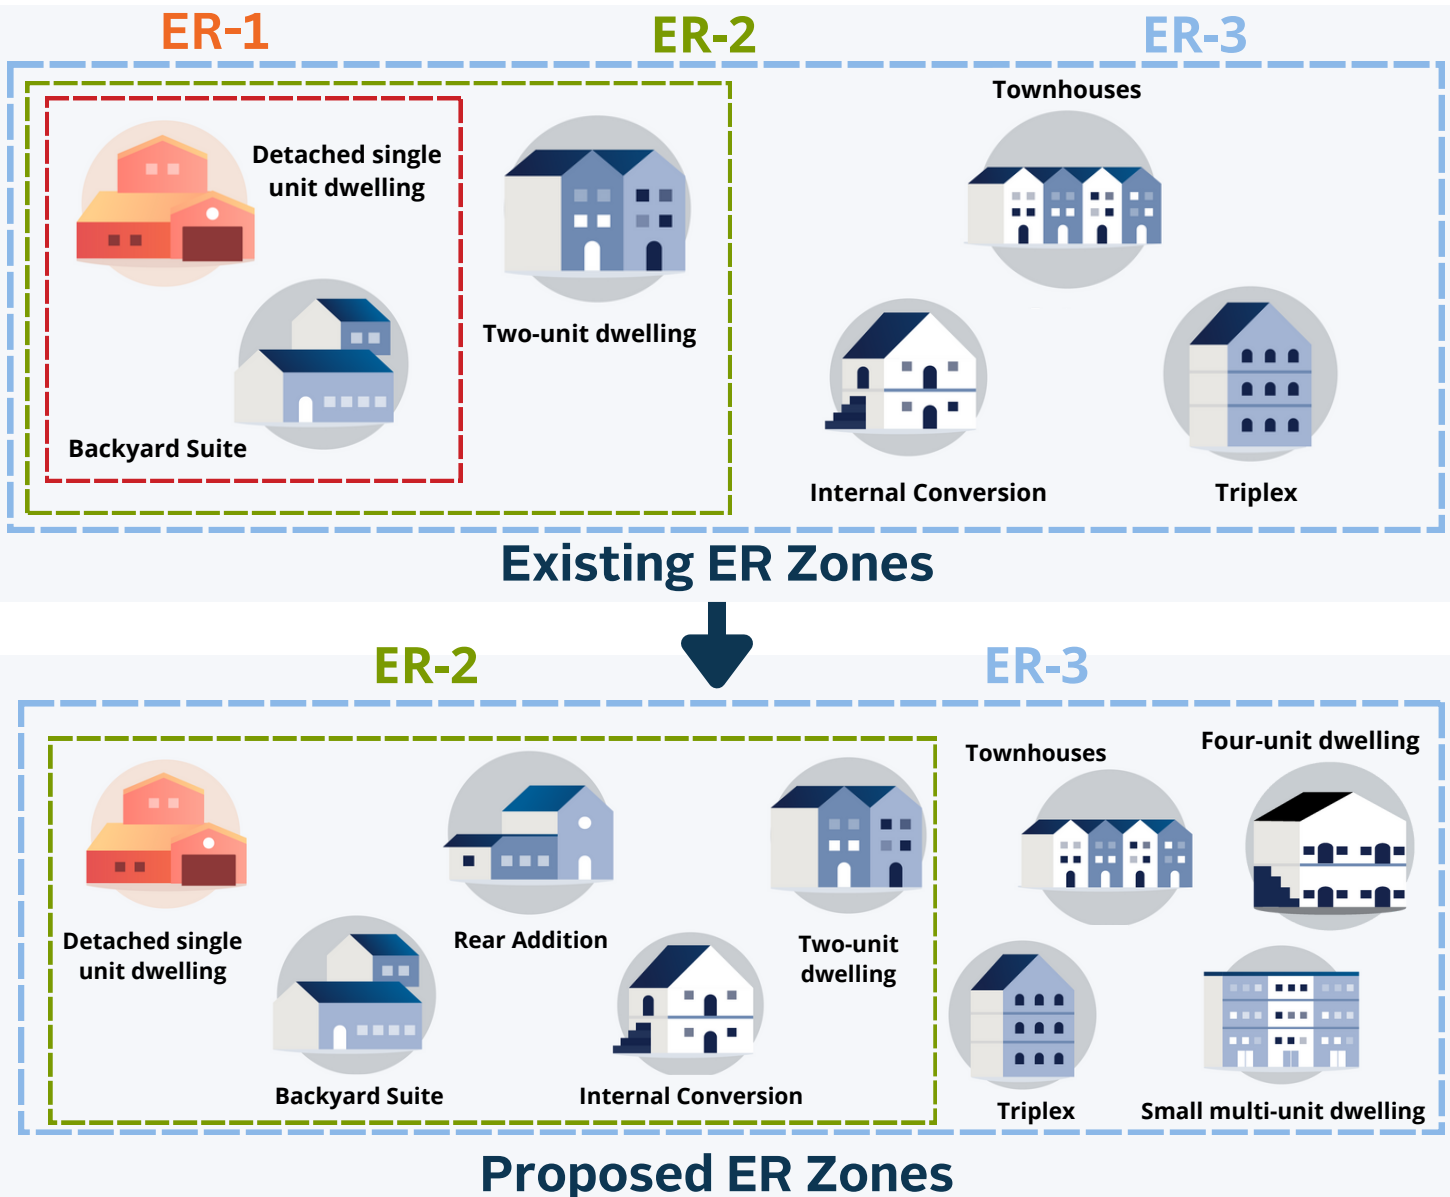 ER-1
ER-2
ER-3
Detached single
unit dwelling
Backyard Suite
Two-unit dwelling
Townhouses
Internal Conversion
Triplex
Existing ER Zones
ER-2
ER-3
Detached single
unit dwelling
Backyard Suite
Rear Addition
Internal Conversion
Two-unit
dwelling
Townhouses
Four-unit dwelling
Triplex
Small multi-unit dwelling
Proposed ER Zones